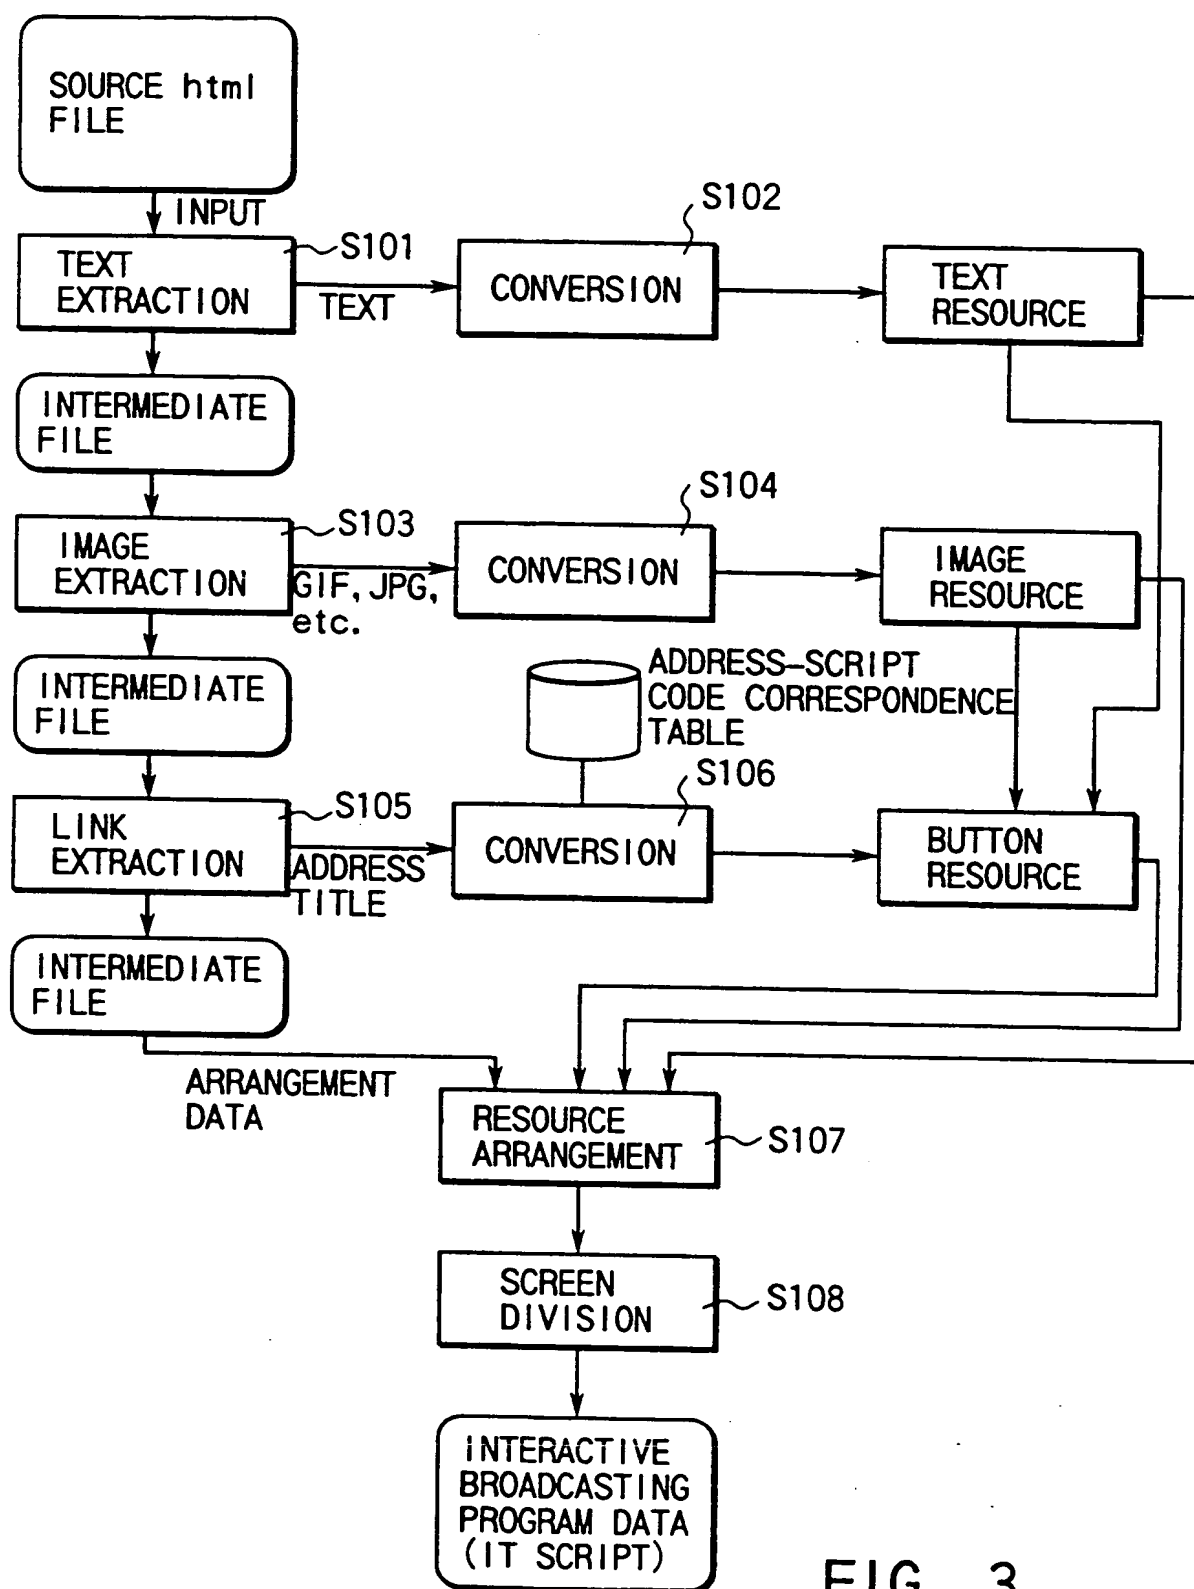 SOURCE html
FILE
INPUT
S101
TEXT
EXTRACTION
TEXT
S102
CONVERSION
TEXT
RESOURCE
INTERMEDIATE
FILE
S103
IMAGE
EXTRACTION
GIF, JPG,
etc.
S104
CONVERSION
IMAGE
RESOURCE
INTERMEDIATE
FILE
ADDRESS-SCRIPT
CODE CORRESPONDENCE
TABLE
S105
LINK
EXTRACTION
ADDRESS
TITLE
S106
CONVERSION
BUTTON
RESOURCE
INTERMEDIATE
FILE
ARRANGEMENT
DATA
RESOURCE
ARRANGEMENT
S107
SCREEN
DIVISION
S108
INTERACTIVE
BROADCASTING
PROGRAM DATA
(IT SCRIPT)
FIG. 3